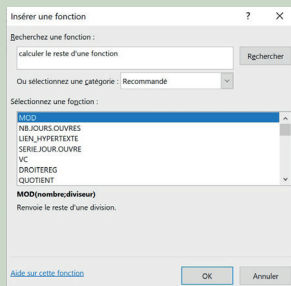 Insérer une fonction ? ×
Recherchez une fonction :
calculer le reste d'une fonction
Rechercher
Ou sélectionnez une catégorie : Recommandé
Sélectionnez une fonction :
MOD
NB.JOURS.OUVRES
LIEN_HYPERTEXTE
SERIE.JOUR.OUVRE
VC
DROITEREG
QUOTIENT
MOD(nombre;diviseur)
Renvoie le reste d'une division.
Aide sur cette fonction
OK Annuler